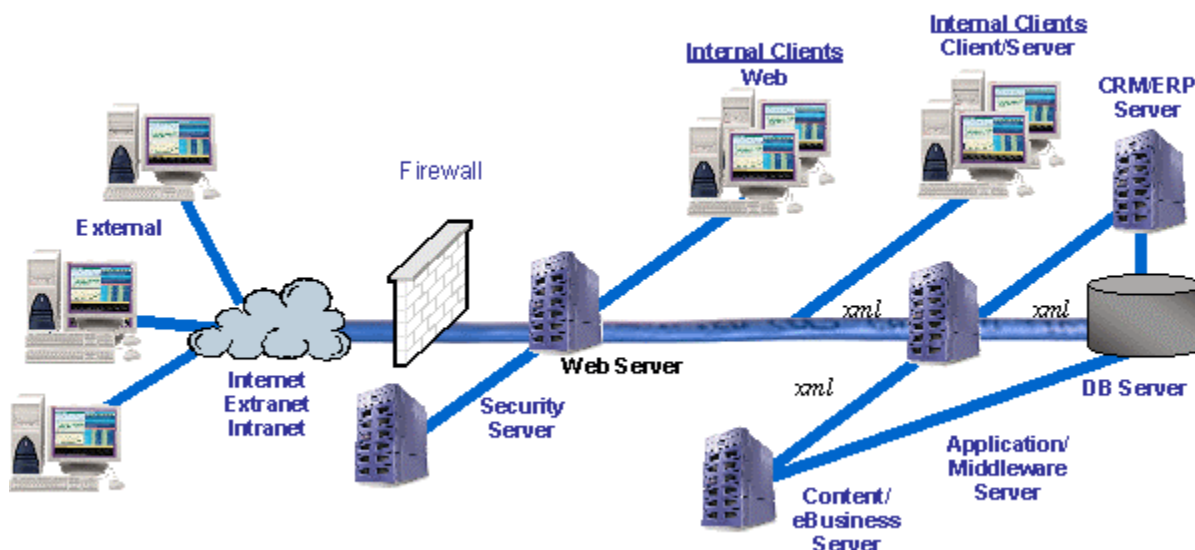 Internal Clients
Web
Internal Clients
Client/Server
CRM/ERP
Server
Firewall
External
xml
xml
Internet
Extranet
Intranet
Web Server
Security
Server
xml
DB Server
Application/
Middleware
Server
Content/
eBusiness
Server